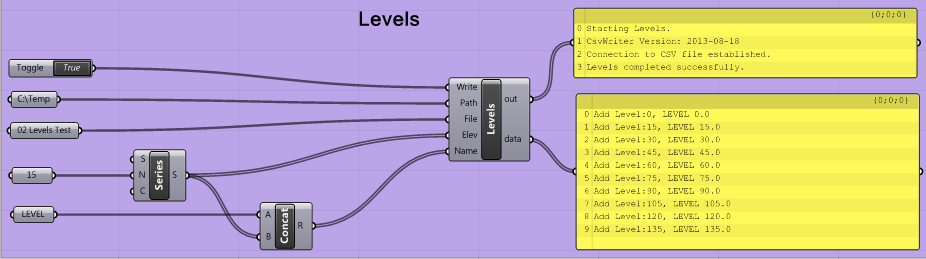 Levels
Toggle True
C:\Temp
02 Levels Test
15
LEVEL
S
N
C
Series
S
A
B
Concat
R
Write
Path
File
Elev
Name
Levels
out
data
{0;0;0}
0 Starting Levels.
1 CsvWriter Version: 2013-08-18
2 Connection to CSV file established.
3 Levels completed successfully.
{0;0;0}
0 Add Level:0, LEVEL 0.0
1 Add Level:15, LEVEL 15.0
2 Add Level:30, LEVEL 30.0
3 Add Level:45, LEVEL 45.0
4 Add Level:60, LEVEL 60.0
5 Add Level:75, LEVEL 75.0
6 Add Level:90, LEVEL 90.0
7 Add Level:105, LEVEL 105.0
8 Add Level:120, LEVEL 120.0
9 Add Level:135, LEVEL 135.0